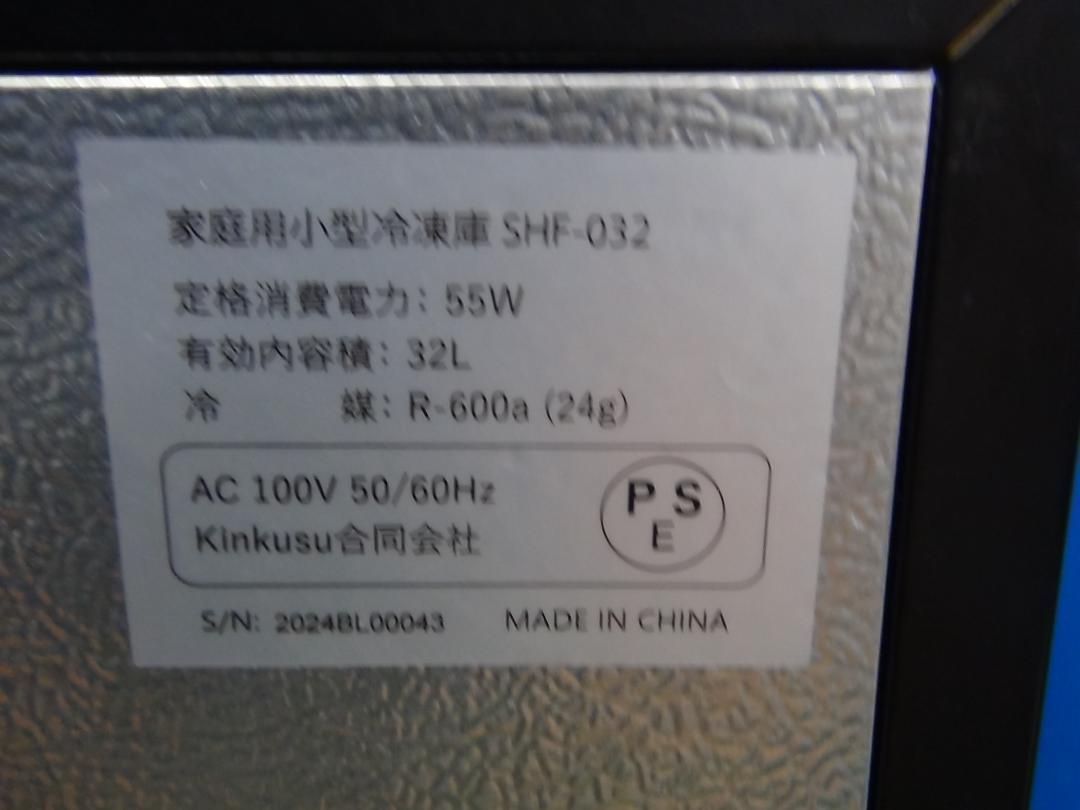 家庭用小型冷凍庫 SHF-032
定格消費電力: 55W
有効内容積: 32L
冷 媒: R-600a (24g)
AC 100V 50/60Hz
Kinkusu合同会社
P S
E
S/N: 2024BL00043 MADE IN CHINA